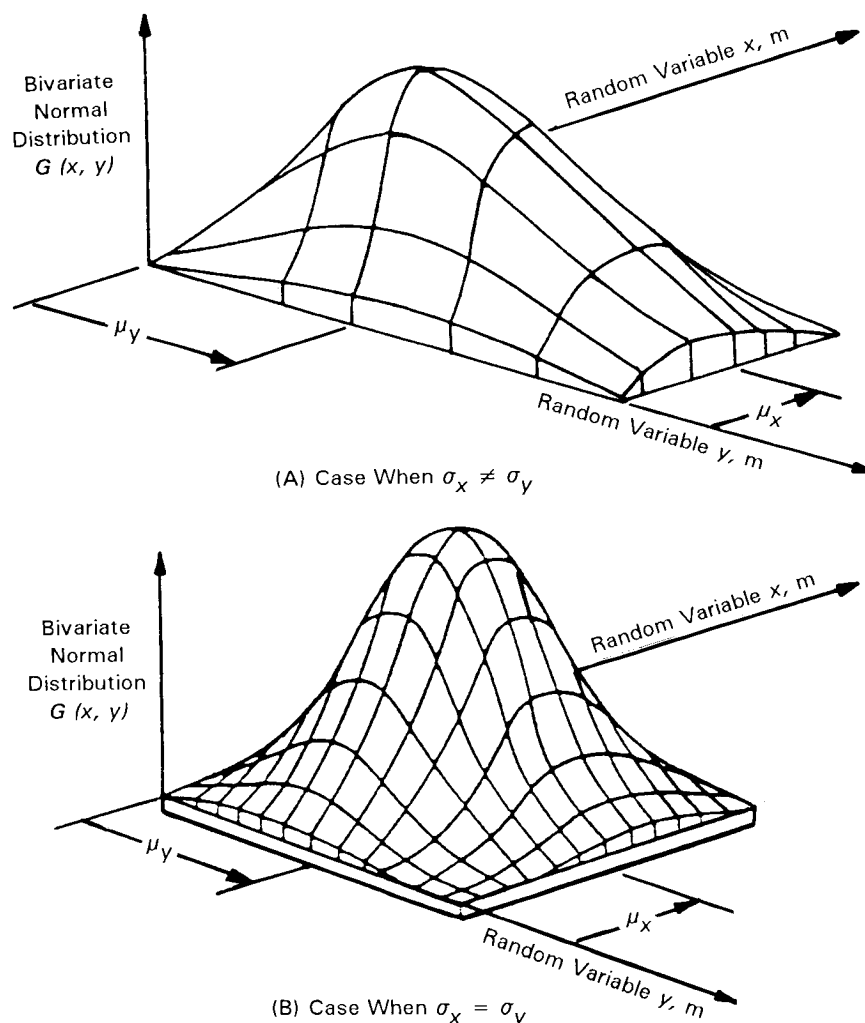 Bivariate
Normal
Distribution
G (x, y)
Random Variable x, m
μy
μx
Random Variable y, m
(A) Case When σx ≠ σy
Bivariate
Normal
Distribution
G (x, y)
Random Variable x, m
μy
μx
Random Variable y, m
(B) Case When σx = σy